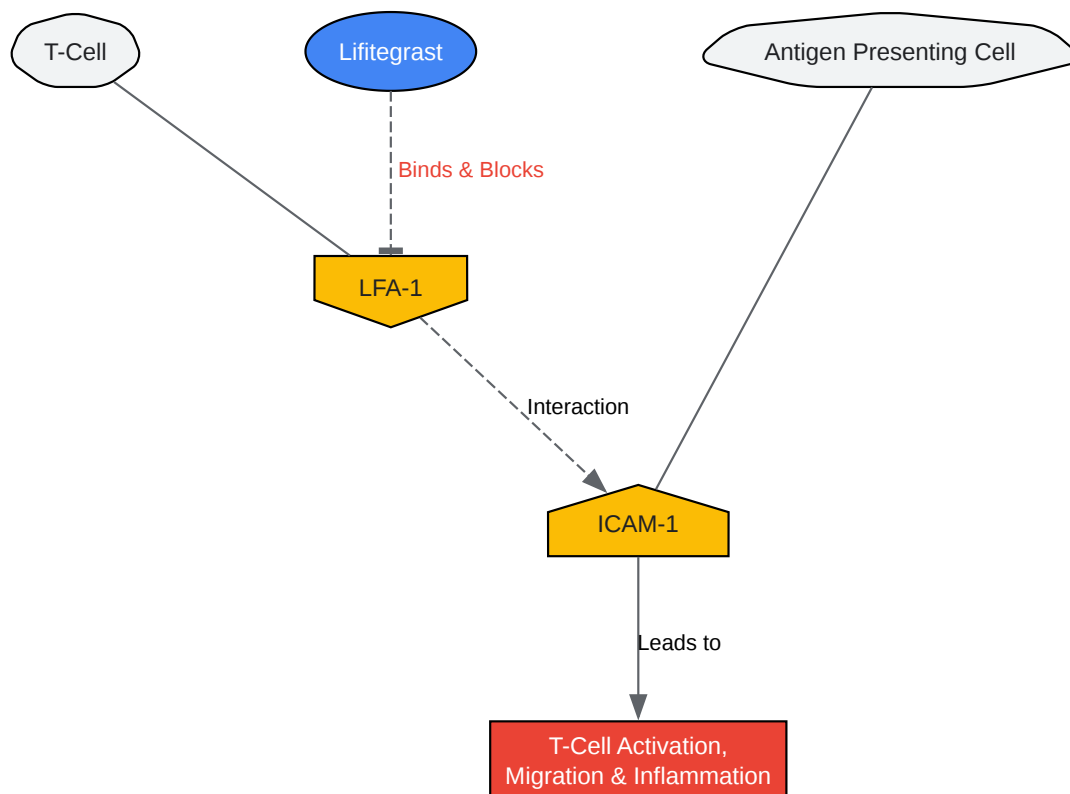 T-Cell
Lifitegrast
Antigen Presenting Cell
Binds & Blocks
LFA-1
Interaction
ICAM-1
Leads to
T-Cell Activation,
Migration & Inflammation